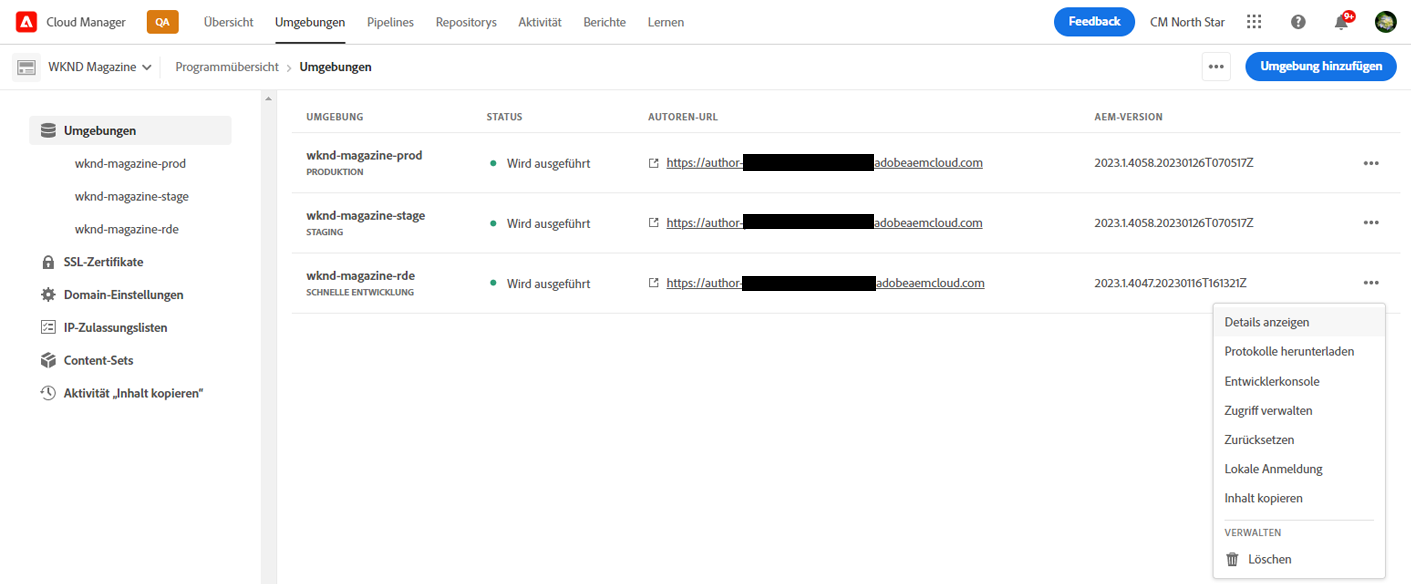 Cloud Manager QA Übersicht Umgebungen Pipelines Repositorys Aktivität Berichte Lernen Feedback CM North Star 9+
WKND Magazine Programmübersicht Umgebungen Umgebung hinzufügen
Umgebungen
wknd-magazine-prod
wknd-magazine-stage
wknd-magazine-rde
SSL-Zertifikate
Domain-Einstellungen
IP-Zulassungslisten
Content-Sets
Aktivität „Inhalt kopieren“
UMGEBUNG STATUS AUTOREN-URL AEM-VERSION
wknd-magazine-prod Wird ausgeführt https://author- adobeaemcloud.com 2023.1.4058.20230126T070517Z
PRODUKTION
wknd-magazine-stage Wird ausgeführt https://author- adobeaemcloud.com 2023.1.4058.20230126T070517Z
STAGING
wknd-magazine-rde Wird ausgeführt https://author- adobeaemcloud.com 2023.1.4047.20230116T161321Z
SCHNELLE ENTWICKLUNG
Details anzeigen
Protokolle herunterladen
Entwicklerkonsole
Zugriff verwalten
Zurücksetzen
Lokale Anmeldung
Inhalt kopieren
VERWALTEN
Löschen